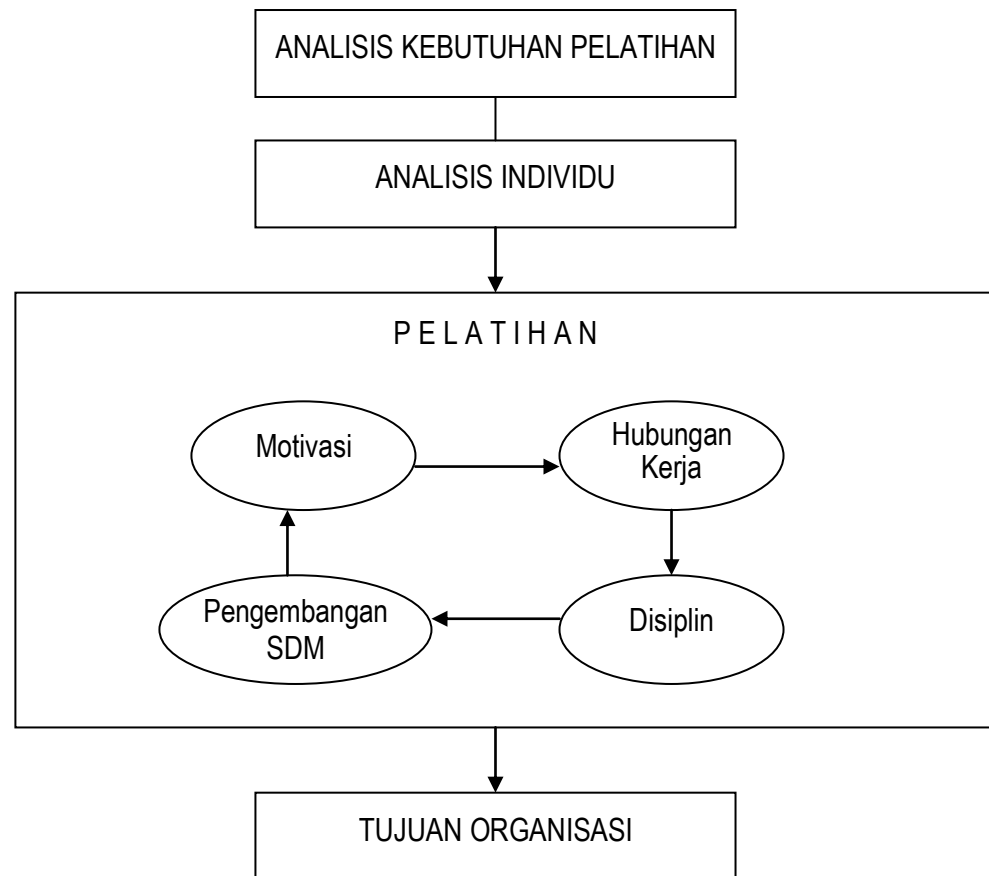 ANALISIS KEBUTUHAN PELATIHAN
ANALISIS INDIVIDU
P E L A T I H A N
Motivasi
Hubungan
Kerja
Pengembangan
SDM
Disiplin
TUJUAN ORGANISASI